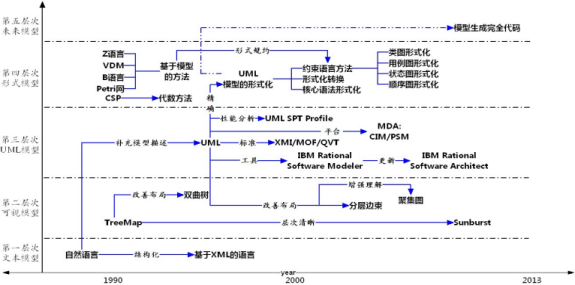 第五层次
未来模型
模型生成完全代码
第四层次
形式模型
Z语言
VDM
B语言
Petri网
CSP
基于模型
的方法
代数方法
形式规约
精确
UML
模型的形式化
约束语言方法
形式化转换
核心语法形式化
类图形式化
用例图形式化
状态图形式化
顺序图形式化
第三层次
UML模型
补充模型描述
UML
性能分析
UML SPT Profile
平台
MDA:
CIM/PSM
标准
XMI/MOF/QVT
工具
IBM Rational
Software Modeler
更新
IBM Rational
Software Architect
第二层次
可视模型
TreeMap
改善布局
双曲树
改善布局
分层边束
增强理解
聚集图
层次清晰
Sunburst
第一层次
文本模型
自然语言
结构化
基于XML的语言
1990
year
2000
2013